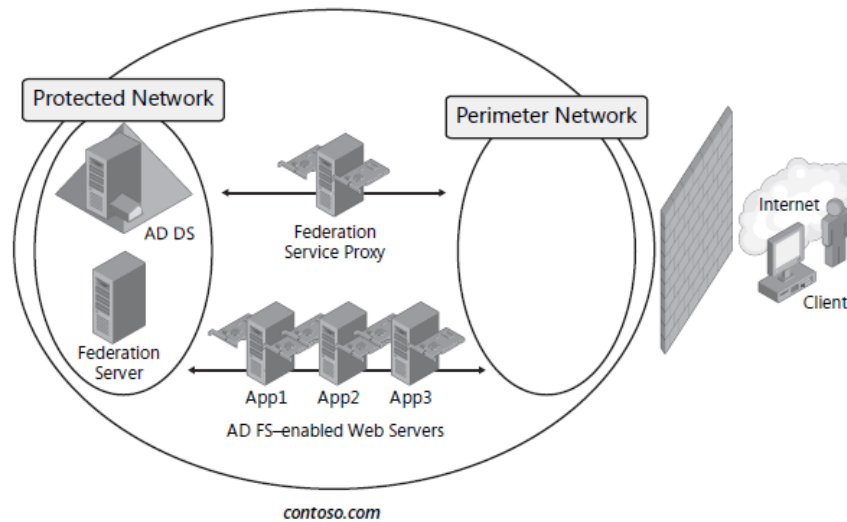 Protected Network
Perimeter Network
AD DS
Federation
Service Proxy
Internet
Client
Federation
Server
App1 App2 App3
AD FS–enabled Web Servers
contoso.com